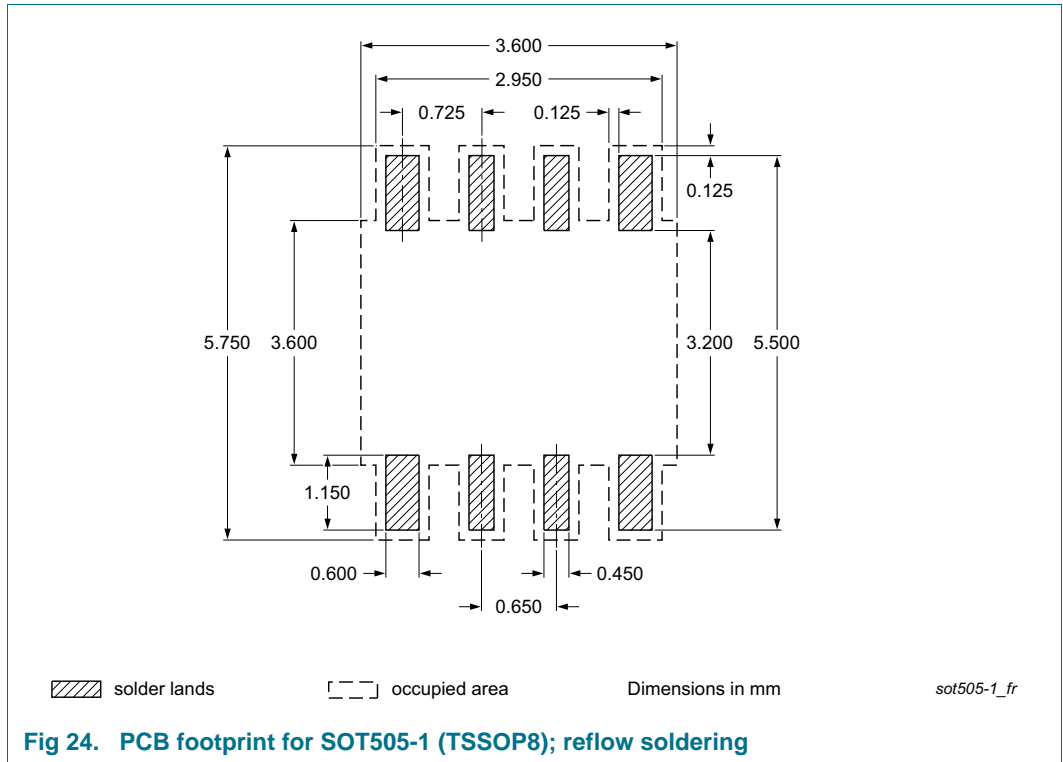 3.600
2.950
0.725
0.125
0.125
5.750
3.600
3.200
5.500
1.150
0.600
0.450
0.650
solder lands
occupied area
Dimensions in mm
sot505-1_fr
Fig 24. PCB footprint for SOT505-1 (TSSOP8); reflow soldering